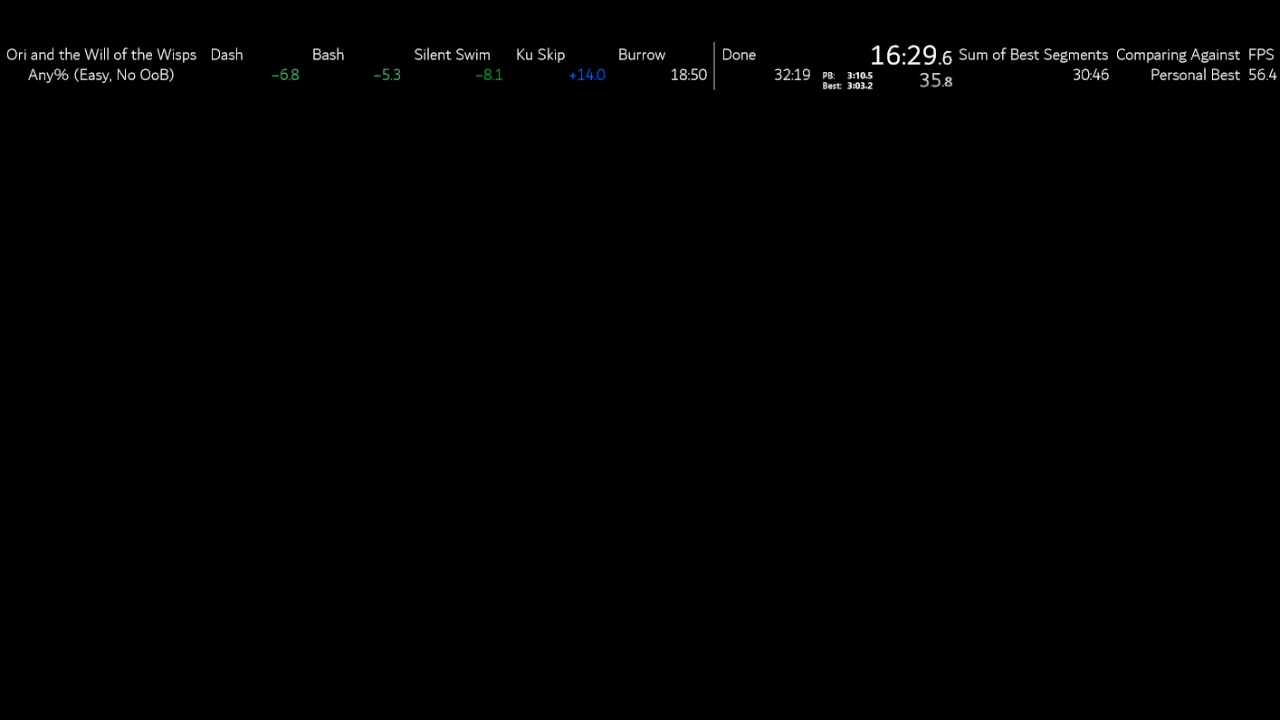 Ori and the Will of the Wisps Dash Bash Silent Swim Ku Skip Burrow Done 16:29.6 Sum of Best Segments Comparing Against FPS
Any% (Easy, No OoB) −6.8 −5.3 −8.1 +14.0 18:50 32:19 PB: 3:10.5 35.8 30:46 Personal Best 56.4
Best: 3:03.2